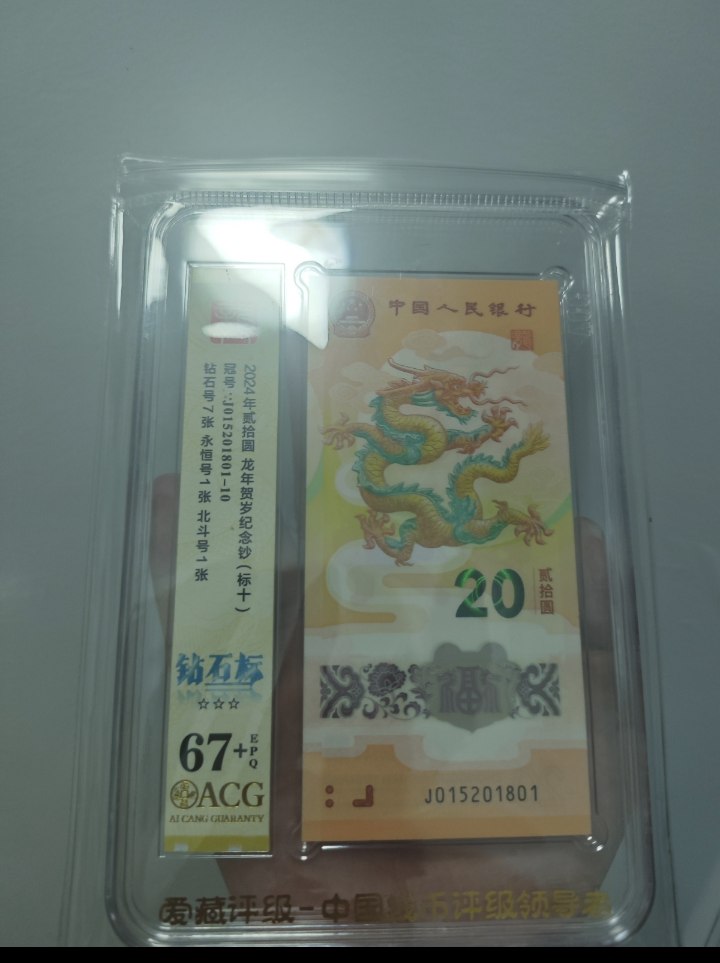 2024年贰拾圆 龙年贺岁纪念钞(标十)
冠号:J015201801-10
钻石号7张 永恒号1张 北斗号1张
钻石标
☆☆☆
67+
EPQ
ACG
AI CANG GUARANTY
中国人民银行
20
贰拾圆
福
J015201801
爱藏评级-中国钱币评级领导者